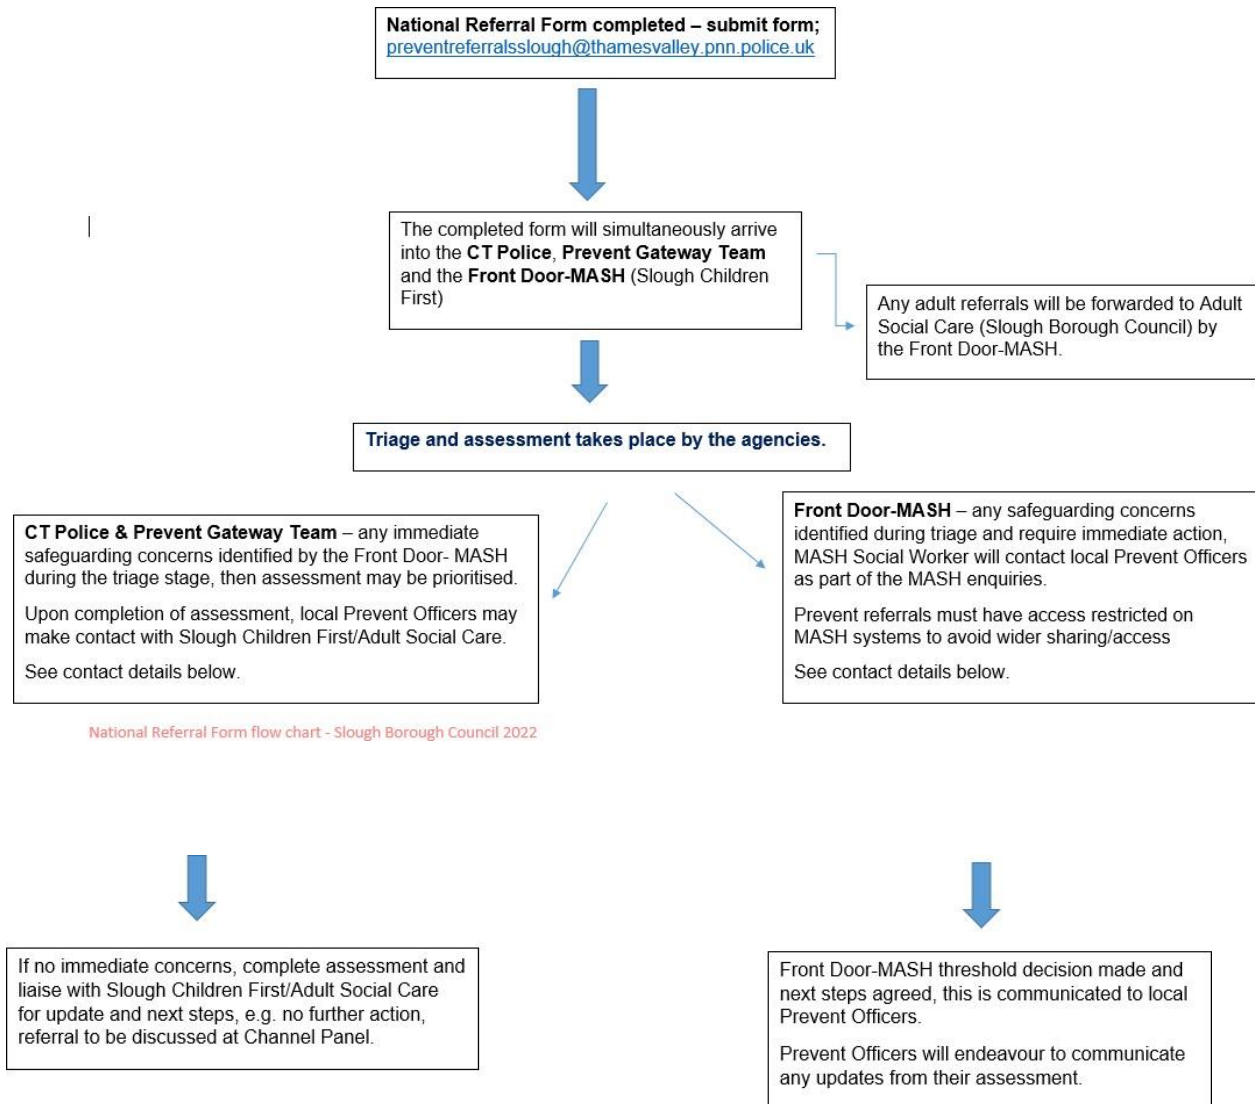 National Referral Form completed – submit form;
preventreferralsslough@thamesvalley.pnn.police.uk
The completed form will simultaneously arrive
into the CT Police, Prevent Gateway Team
and the Front Door-MASH (Slough Children
First)
Any adult referrals will be forwarded to Adult
Social Care (Slough Borough Council) by
the Front Door-MASH.
Triage and assessment takes place by the agencies.
CT Police & Prevent Gateway Team – any immediate
safeguarding concerns identified by the Front Door- MASH
during the triage stage, then assessment may be prioritised.
Upon completion of assessment, local Prevent Officers may
make contact with Slough Children First/Adult Social Care.
See contact details below.
Front Door-MASH – any safeguarding concerns
identified during triage and require immediate action,
MASH Social Worker will contact local Prevent Officers
as part of the MASH enquiries.
Prevent referrals must have access restricted on
MASH systems to avoid wider sharing/access
See contact details below.
National Referral Form flow chart - Slough Borough Council 2022
If no immediate concerns, complete assessment and
liaise with Slough Children First/Adult Social Care
for update and next steps, e.g. no further action,
referral to be discussed at Channel Panel.
Front Door-MASH threshold decision made and
next steps agreed, this is communicated to local
Prevent Officers.
Prevent Officers will endeavour to communicate
any updates from their assessment.